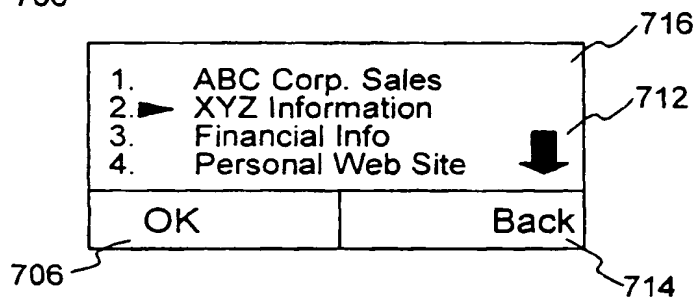 716
1. ABC Corp. Sales
712
2. XYZ Information
3. Financial Info
4. Personal Web Site
OK Back
706
714